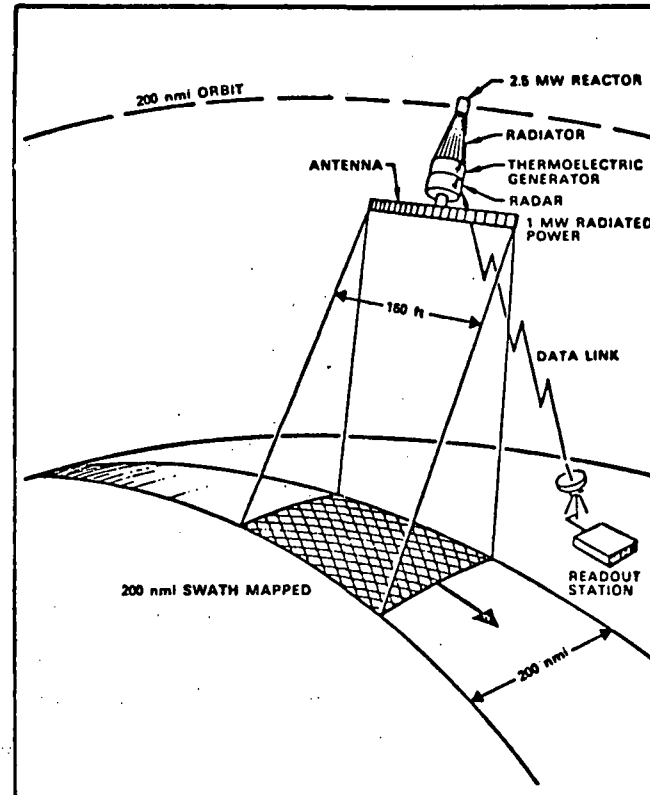 2.5 MW REACTOR
200 nmi ORBIT
RADIATOR
ANTENNA
THERMOELECTRIC
GENERATOR
RADAR
1 MW RADIATED
POWER
160 ft
DATA LINK
READOUT
STATION
200 nmi SWATH MAPPED
200 nmi